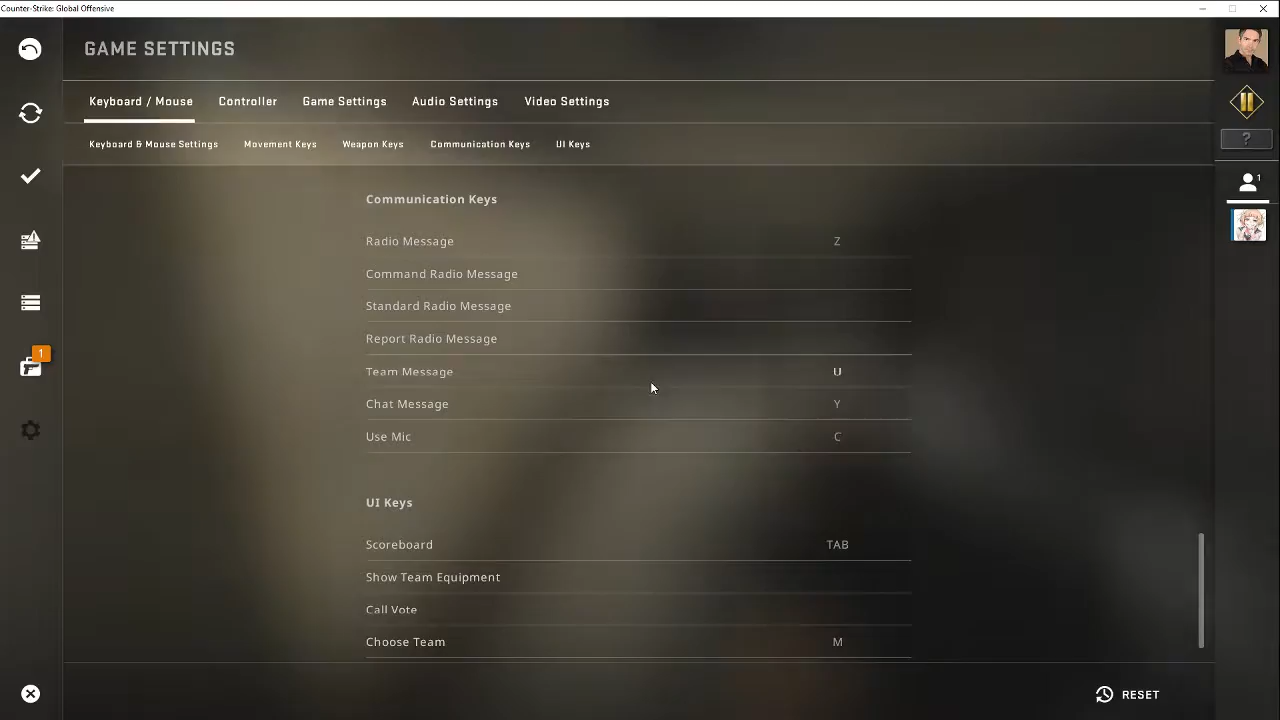 Counter-Strike: Global Offensive
GAME SETTINGS
Keyboard / Mouse
Controller
Game Settings
Audio Settings
Video Settings
Keyboard & Mouse Settings
Movement Keys
Weapon Keys
Communication Keys
UI Keys
?
1
1
Communication Keys
Radio Message Z
Command Radio Message
Standard Radio Message
Report Radio Message
Team Message U
Chat Message Y
Use Mic C
UI Keys
Scoreboard TAB
Show Team Equipment
Call Vote
Choose Team M
RESET